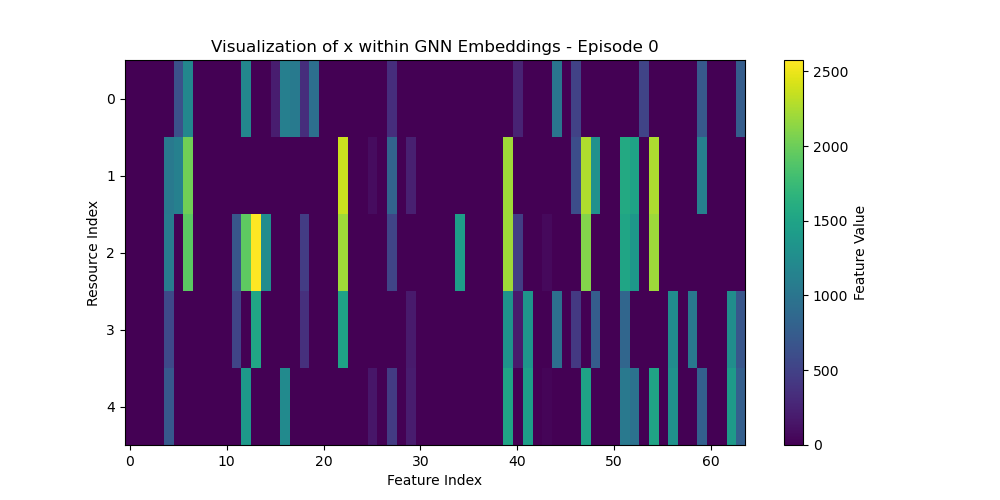 Visualization of x within GNN Embeddings - Episode 0
Resource Index
0
1
2
3
4
0 10 20 30 40 50 60
Feature Index
2500
2000
1500
1000
500
0
Feature Value